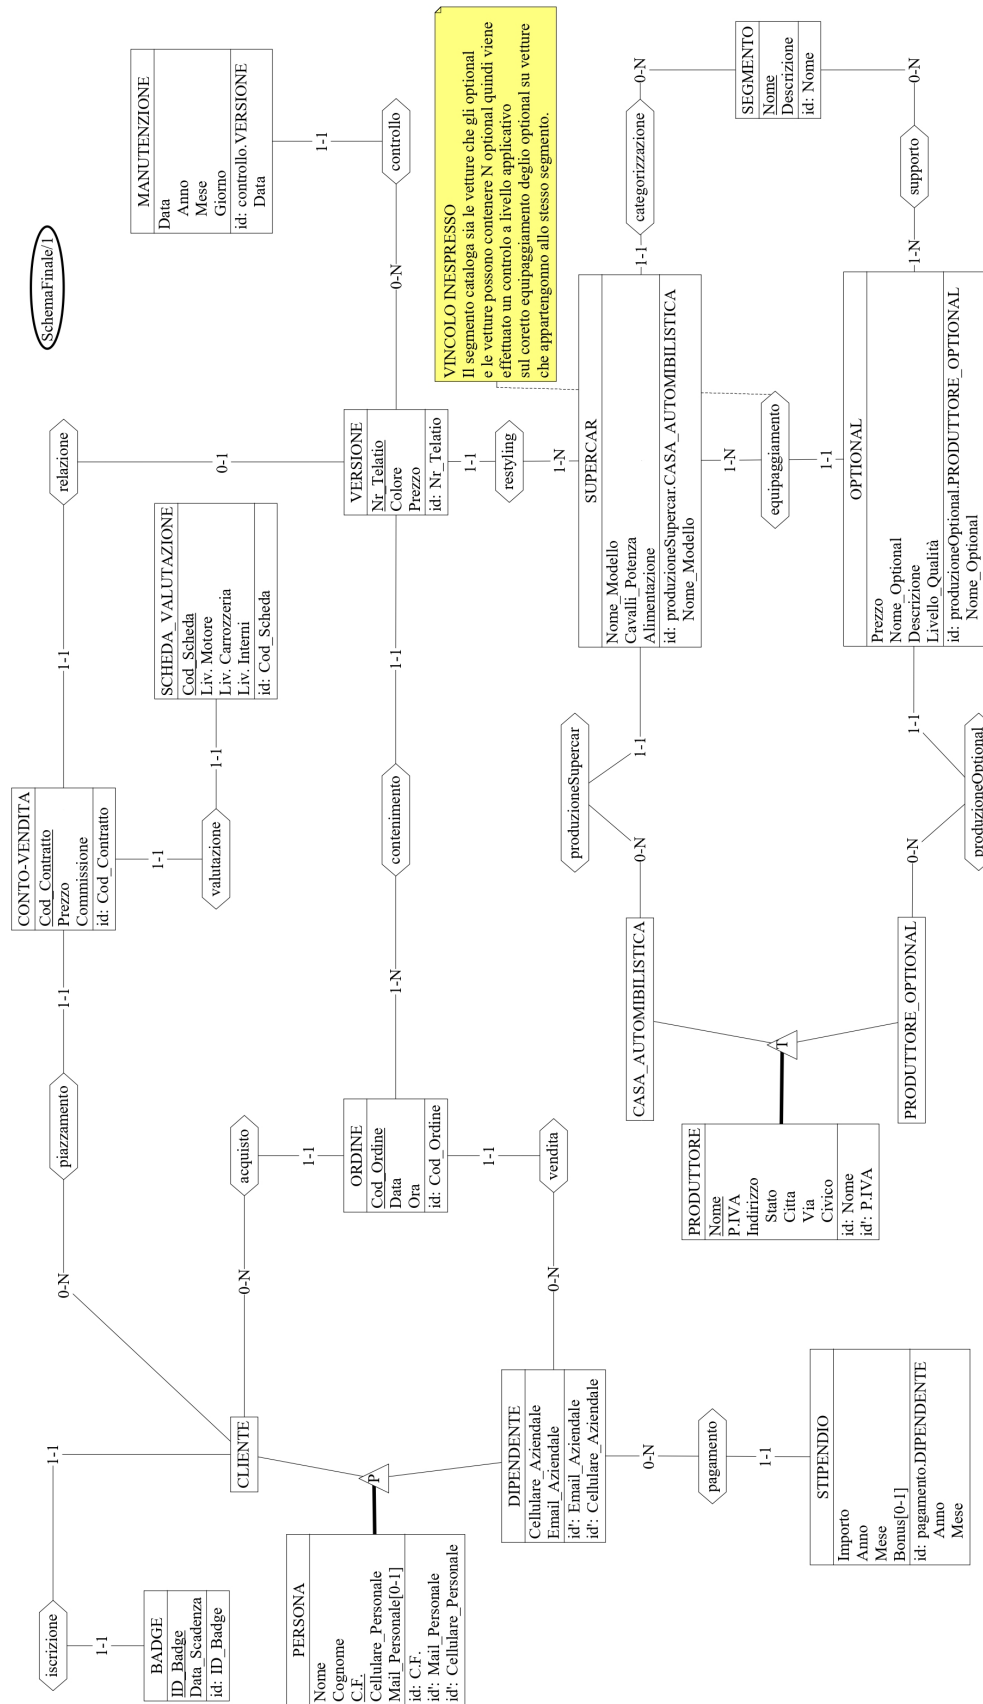 SchemaFinale/1
iscrizione
1-1
1-1
BADGE
ID_Badge
Data_Scadenza
id: ID_Badge
PERSONA
Nome
Cognome
C.F.
Cellulare_Personale
Mail_Personale[0-1]
id: C.F.
id': Mail_Personale
id': Cellulare_Personale
P
CLIENTE
0-N
piazzamento
1-1
CONTO-VENDITA
Cod_Contratto
Prezzo
Commissione
id: Cod_Contratto
1-1
relazione
0-1
1-1
valutazione
1-1
SCHEDA_VALUTAZIONE
Cod_Scheda
Liv. Motore
Liv. Carrozzeria
Liv. Interni
id: Cod_Scheda
MANUTENZIONE
Data
Anno
Mese
Giorno
id: controllo.VERSIONE
Data
1-1
controllo
0-N
0-N
acquisto
1-1
ORDINE
Cod_Ordine
Data
Ora
id: Cod_Ordine
1-N
contenimento
1-1
VERSIONE
Nr_Telatio
Colore
Prezzo
id: Nr_Telatio
1-1
vendita
0-N
DIPENDENTE
Cellulare_Aziendale
Email_Aziendale
id': Email_Aziendale
id': Cellulare_Aziendale
0-N
pagamento
1-1
STIPENDIO
Importo
Anno
Mese
Bonus[0-1]
id: pagamento.DIPENDENTE
Anno
Mese
1-1
restyling
1-N
VINCOLO INESPRESSO
Il segmento cataloga sia le vetture che gli optional
e le vetture possono contenere N optional quindi viene
effettuato un controlo a livello applicativo
sul coretto equipaggiamento deglio optional su vetture
che appartengonno allo stesso segmento.
SUPERCAR
Nome_Modello
Cavalli_Potenza
Alimentazione
id: produzioneSupercar.CASA_AUTOMIBILISTICA
Nome_Modello
1-1
categorizzazione
0-N
SEGMENTO
Nome
Descrizione
id: Nome
0-N
supporto
1-N
1-N
equipaggiamento
1-1
OPTIONAL
Prezzo
Nome_Optional
Descrizione
Livello_Qualità
id: produzioneOptional.PRODUTTORE_OPTIONAL
Nome_Optional
CASA_AUTOMIBILISTICA
0-N
produzioneSupercar
1-1
PRODUTTORE
Nome
P.IVA
Indirizzo
Stato
Citta
Via
Civico
id: Nome
id': P.IVA
T
PRODUTTORE_OPTIONAL
0-N
produzioneOptional
1-1